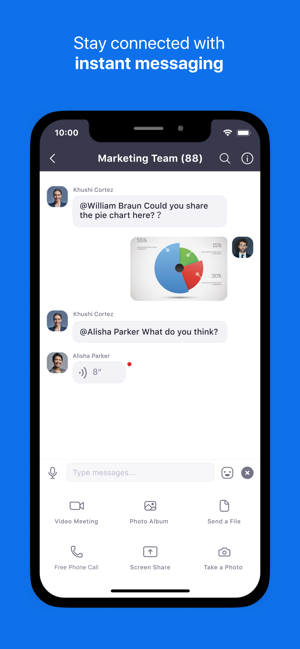 Stay connected with
instant messaging
10:00
Marketing Team (88)
Khushi Cortez
@William Braun Could you share
the pie chart here? ?
55%
15%
30%
Khushi Cortez
@Alisha Parker What do you think?
Alisha Parker
8"
Type messages...
Video Meeting
Photo Album
Send a File
Free Phone Call
Screen Share
Take a Photo